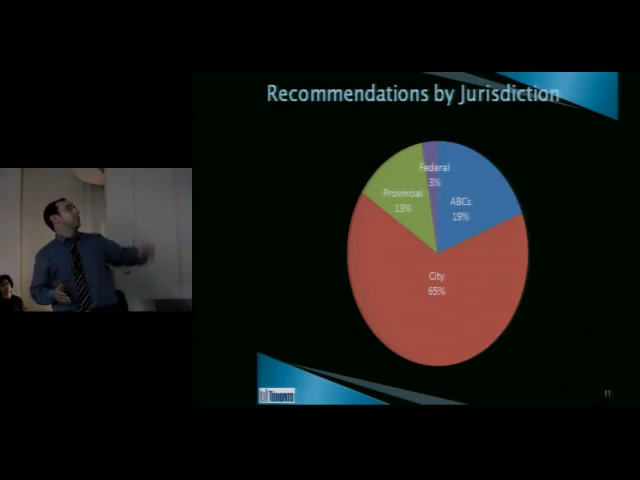 Recommendations by Jurisdiction
Federal
3%
Provincial
13%
ABCs
19%
City
65%
TORONTO
11